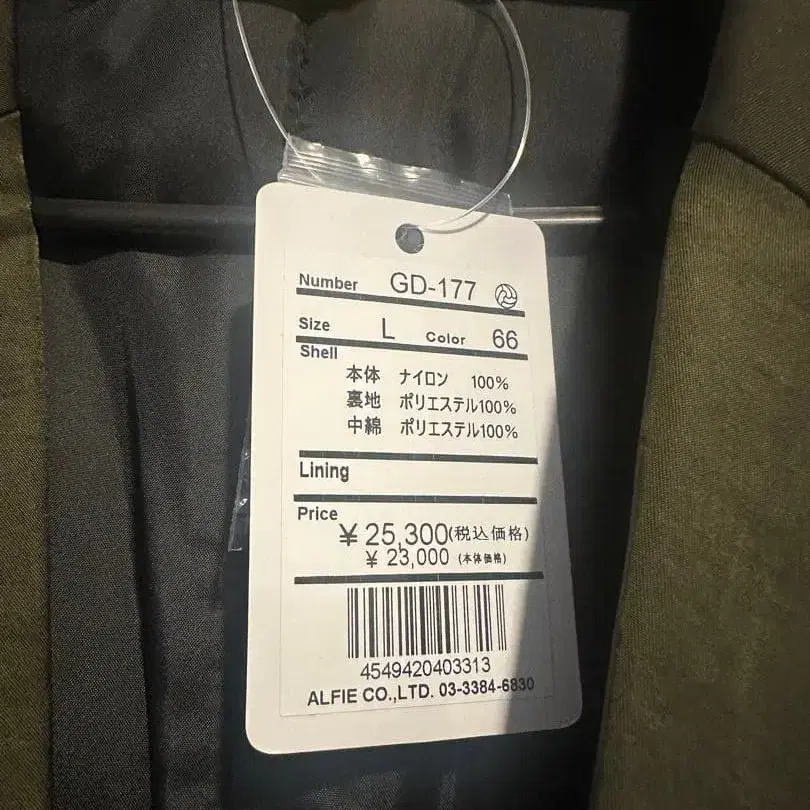 Number GD-177
Size L Color 66
Shell
本体 ナイロン 100%
裏地 ポリエステル100%
中綿 ポリエステル100%
Lining
Price
¥25,300(税込価格)
¥ 23,000 (本体価格)
4549420403313
ALFIE CO.,LTD. 03-3384-6830